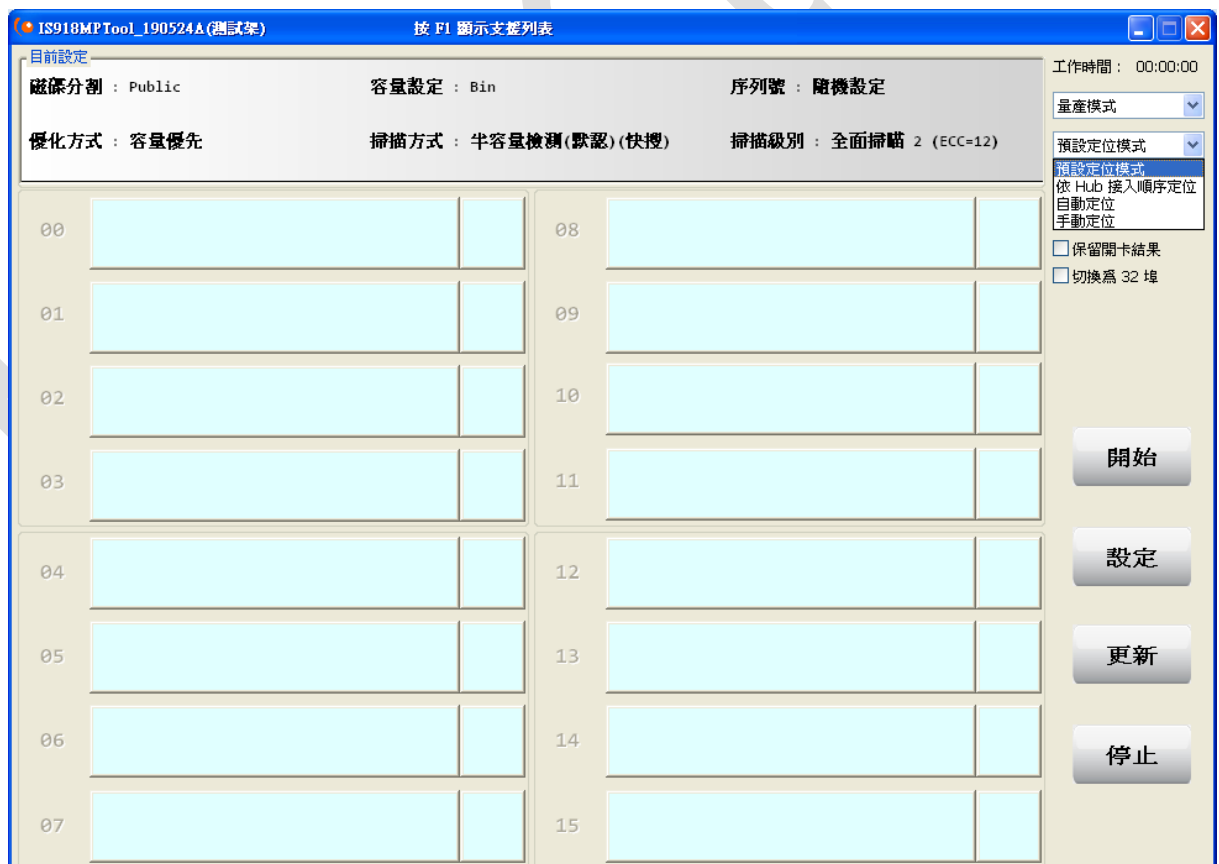 IS918MPTool_190524A(測試架) 按 F1 顯示支援列表
目前設定
磁碟分割 : Public 容量設定 : Bin 序列號 : 隨機設定
優化方式 : 容量優先 掃描方式 : 半容量檢測(默認)(快搜) 掃描級別 : 全面掃瞄 2 (ECC=12)
工作時間 : 00:00:00
量產模式
預設定位模式
預設定位模式
依 Hub 接入順序定位
自動定位
手動定位
保留開卡結果
切換爲 32 埠
00 08
01 09
02 10
03 11
04 12
05 13
06 14
07 15
開始
設定
更新
停止